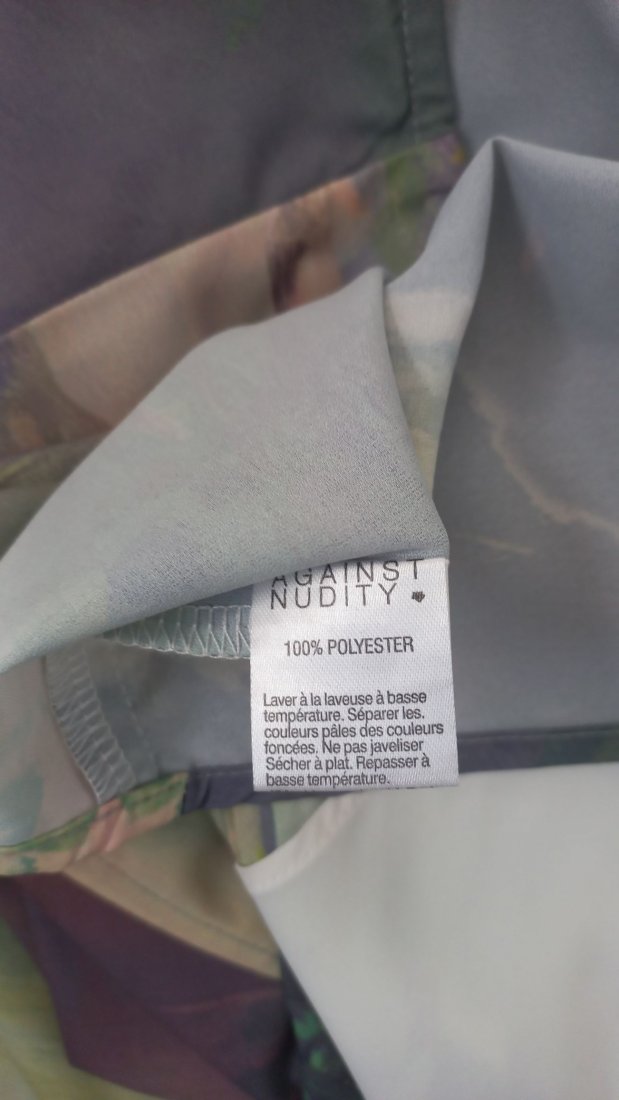 AGAINST
NUDITY
100% POLYESTER
Laver à la laveuse à basse
température. Séparer les.
couleurs pâles des couleurs
foncées. Ne pas javeliser
Sécher à plat. Repasser à
basse température.